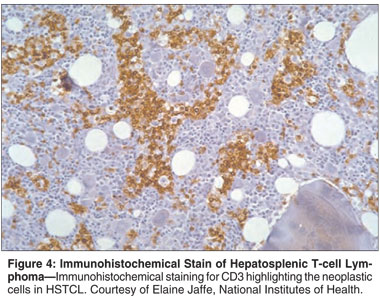 Figure 4: Immunohistochemical Stain of Hepatosplenic T-cell Lym-
phoma—Immunohistochemical staining for CD3 highlighting the neoplastic
cells in HSTCL. Courtesy of Elaine Jaffe, National Institutes of Health.